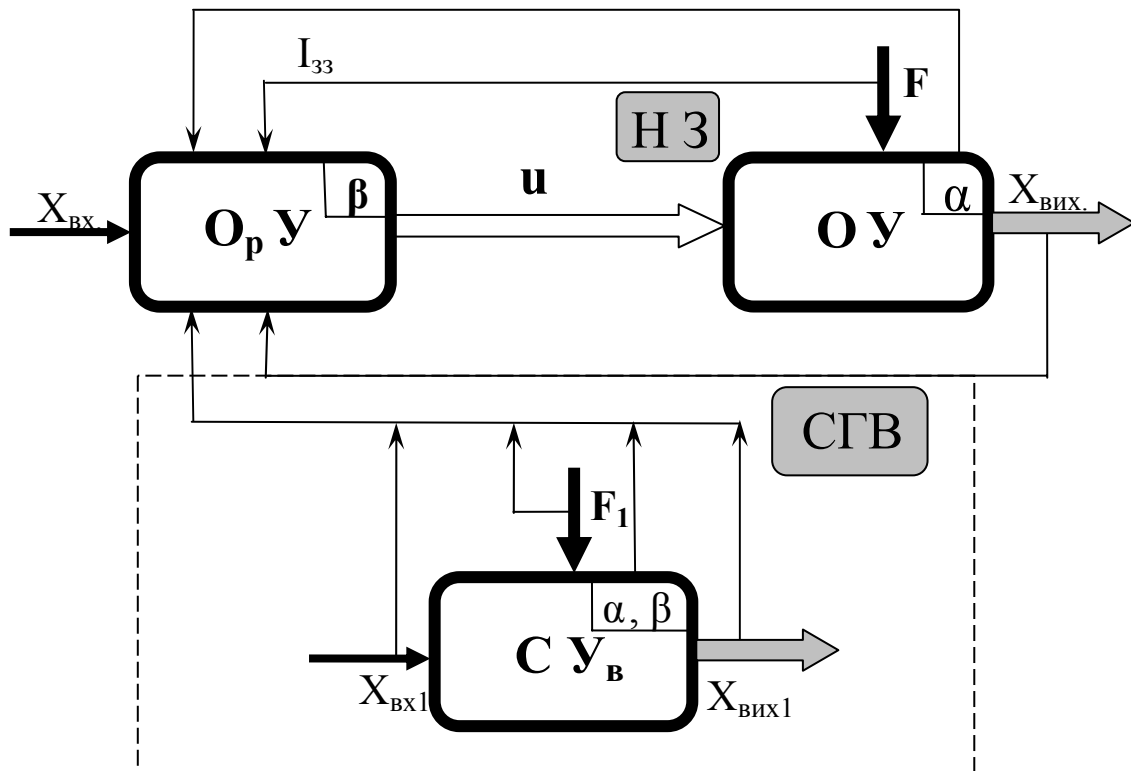 Iзз
F
Н З
Xвх.
β
u
α
Xвих.
Oр У
О У
СГВ
F1
α, β
С Ув
Xвх1
Xвих1